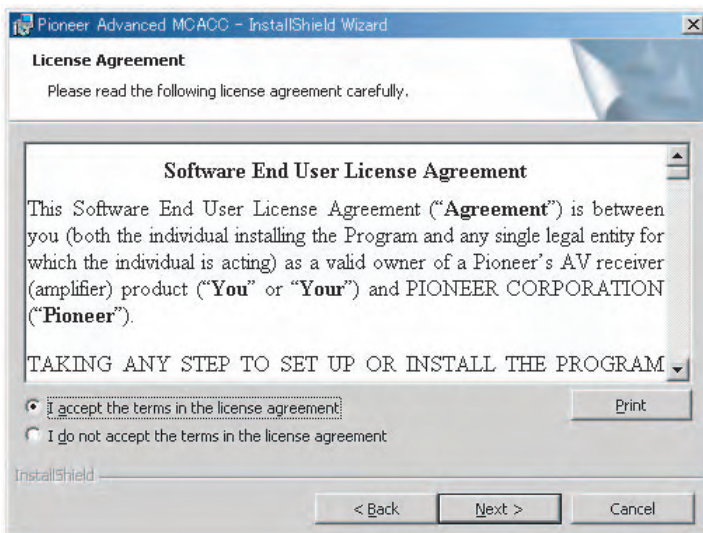 Pioneer Advanced MCACC - InstallShield Wizard
License Agreement
Please read the following license agreement carefully.
Software End User License Agreement
This Software End User License Agreement (“Agreement”) is between
you (both the individual installing the Program and any single legal entity for
which the individual is acting) as a valid owner of a Pioneer’s AV receiver
(amplifier) product (“You” or “Your”) and PIONEER CORPORATION
(“Pioneer”).
TAKING ANY STEP TO SET UP OR INSTALL THE PROGRAM
I accept the terms in the license agreement
Print
I do not accept the terms in the license agreement
InstallShield
< Back
Next >
Cancel